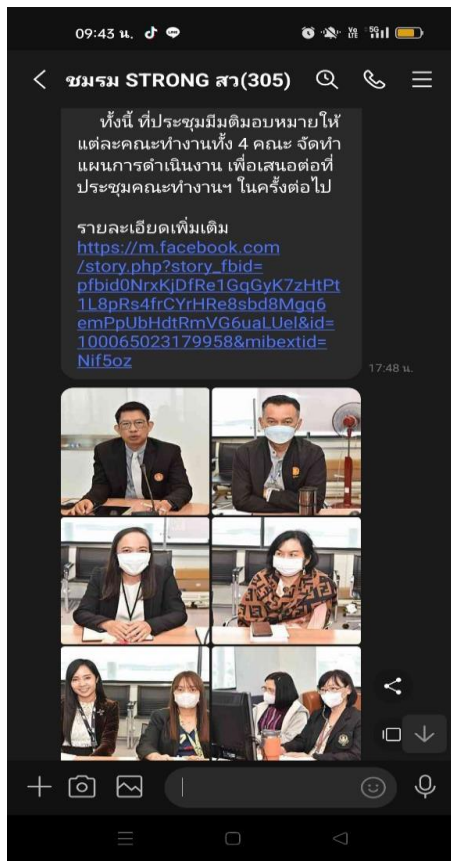 09:43 น.
5G
ชมรม STRONG สว(305)
ทั้งนี้ ที่ประชุมมีมติมอบหมายให้
แต่ละคณะทำงานทั้ง 4 คณะ จัดทำ
แผนการดำเนินงาน เพื่อเสนอต่อที่
ประชุมคณะทำงานฯ ในครั้งต่อไป
รายละเอียดเพิ่มเติม
https://m.facebook.com
/story.php?story_fbid=
pfbid0NrxKjDfRe1GqGyK7zHtPt
1L8pRs4frCYrHRe8sbd8Mgq6
emPpUbHdtRmVG6uaLUel&id=
100065023179958&mibextid=
Nif5oz
17:48 น.